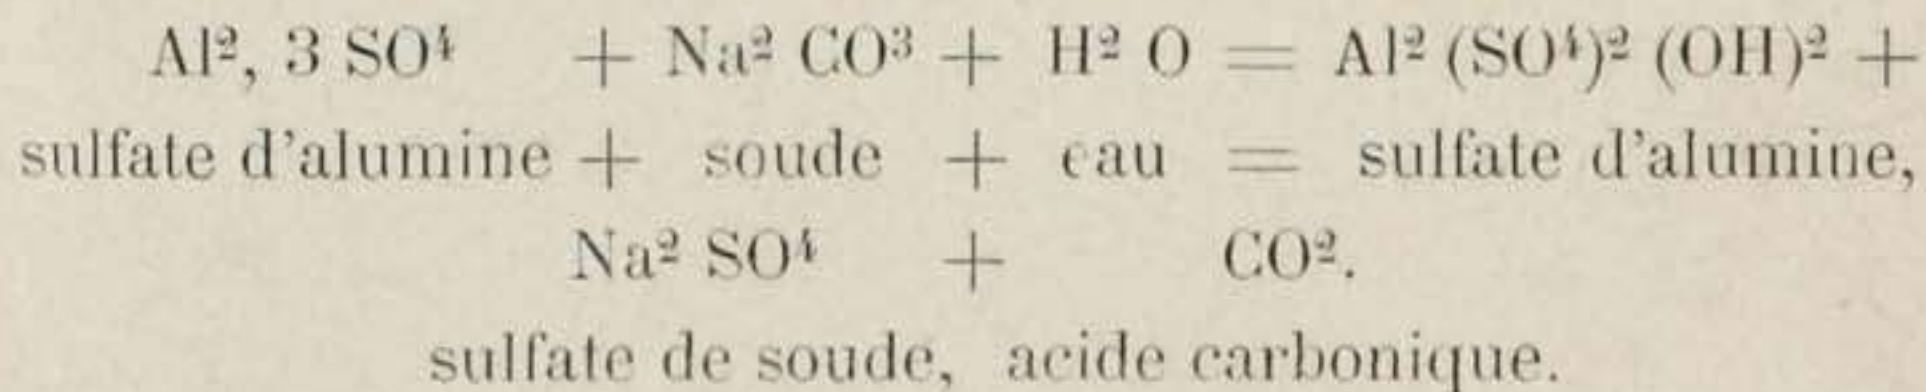 Al², 3 SO⁴ + Na² CO³ + H² O = Al² (SO⁴)² (OH)² +
sulfate d'alumine + soude + eau = sulfate d'alumine,
Na² SO⁴ + CO².
sulfate de soude, acide carbonique.